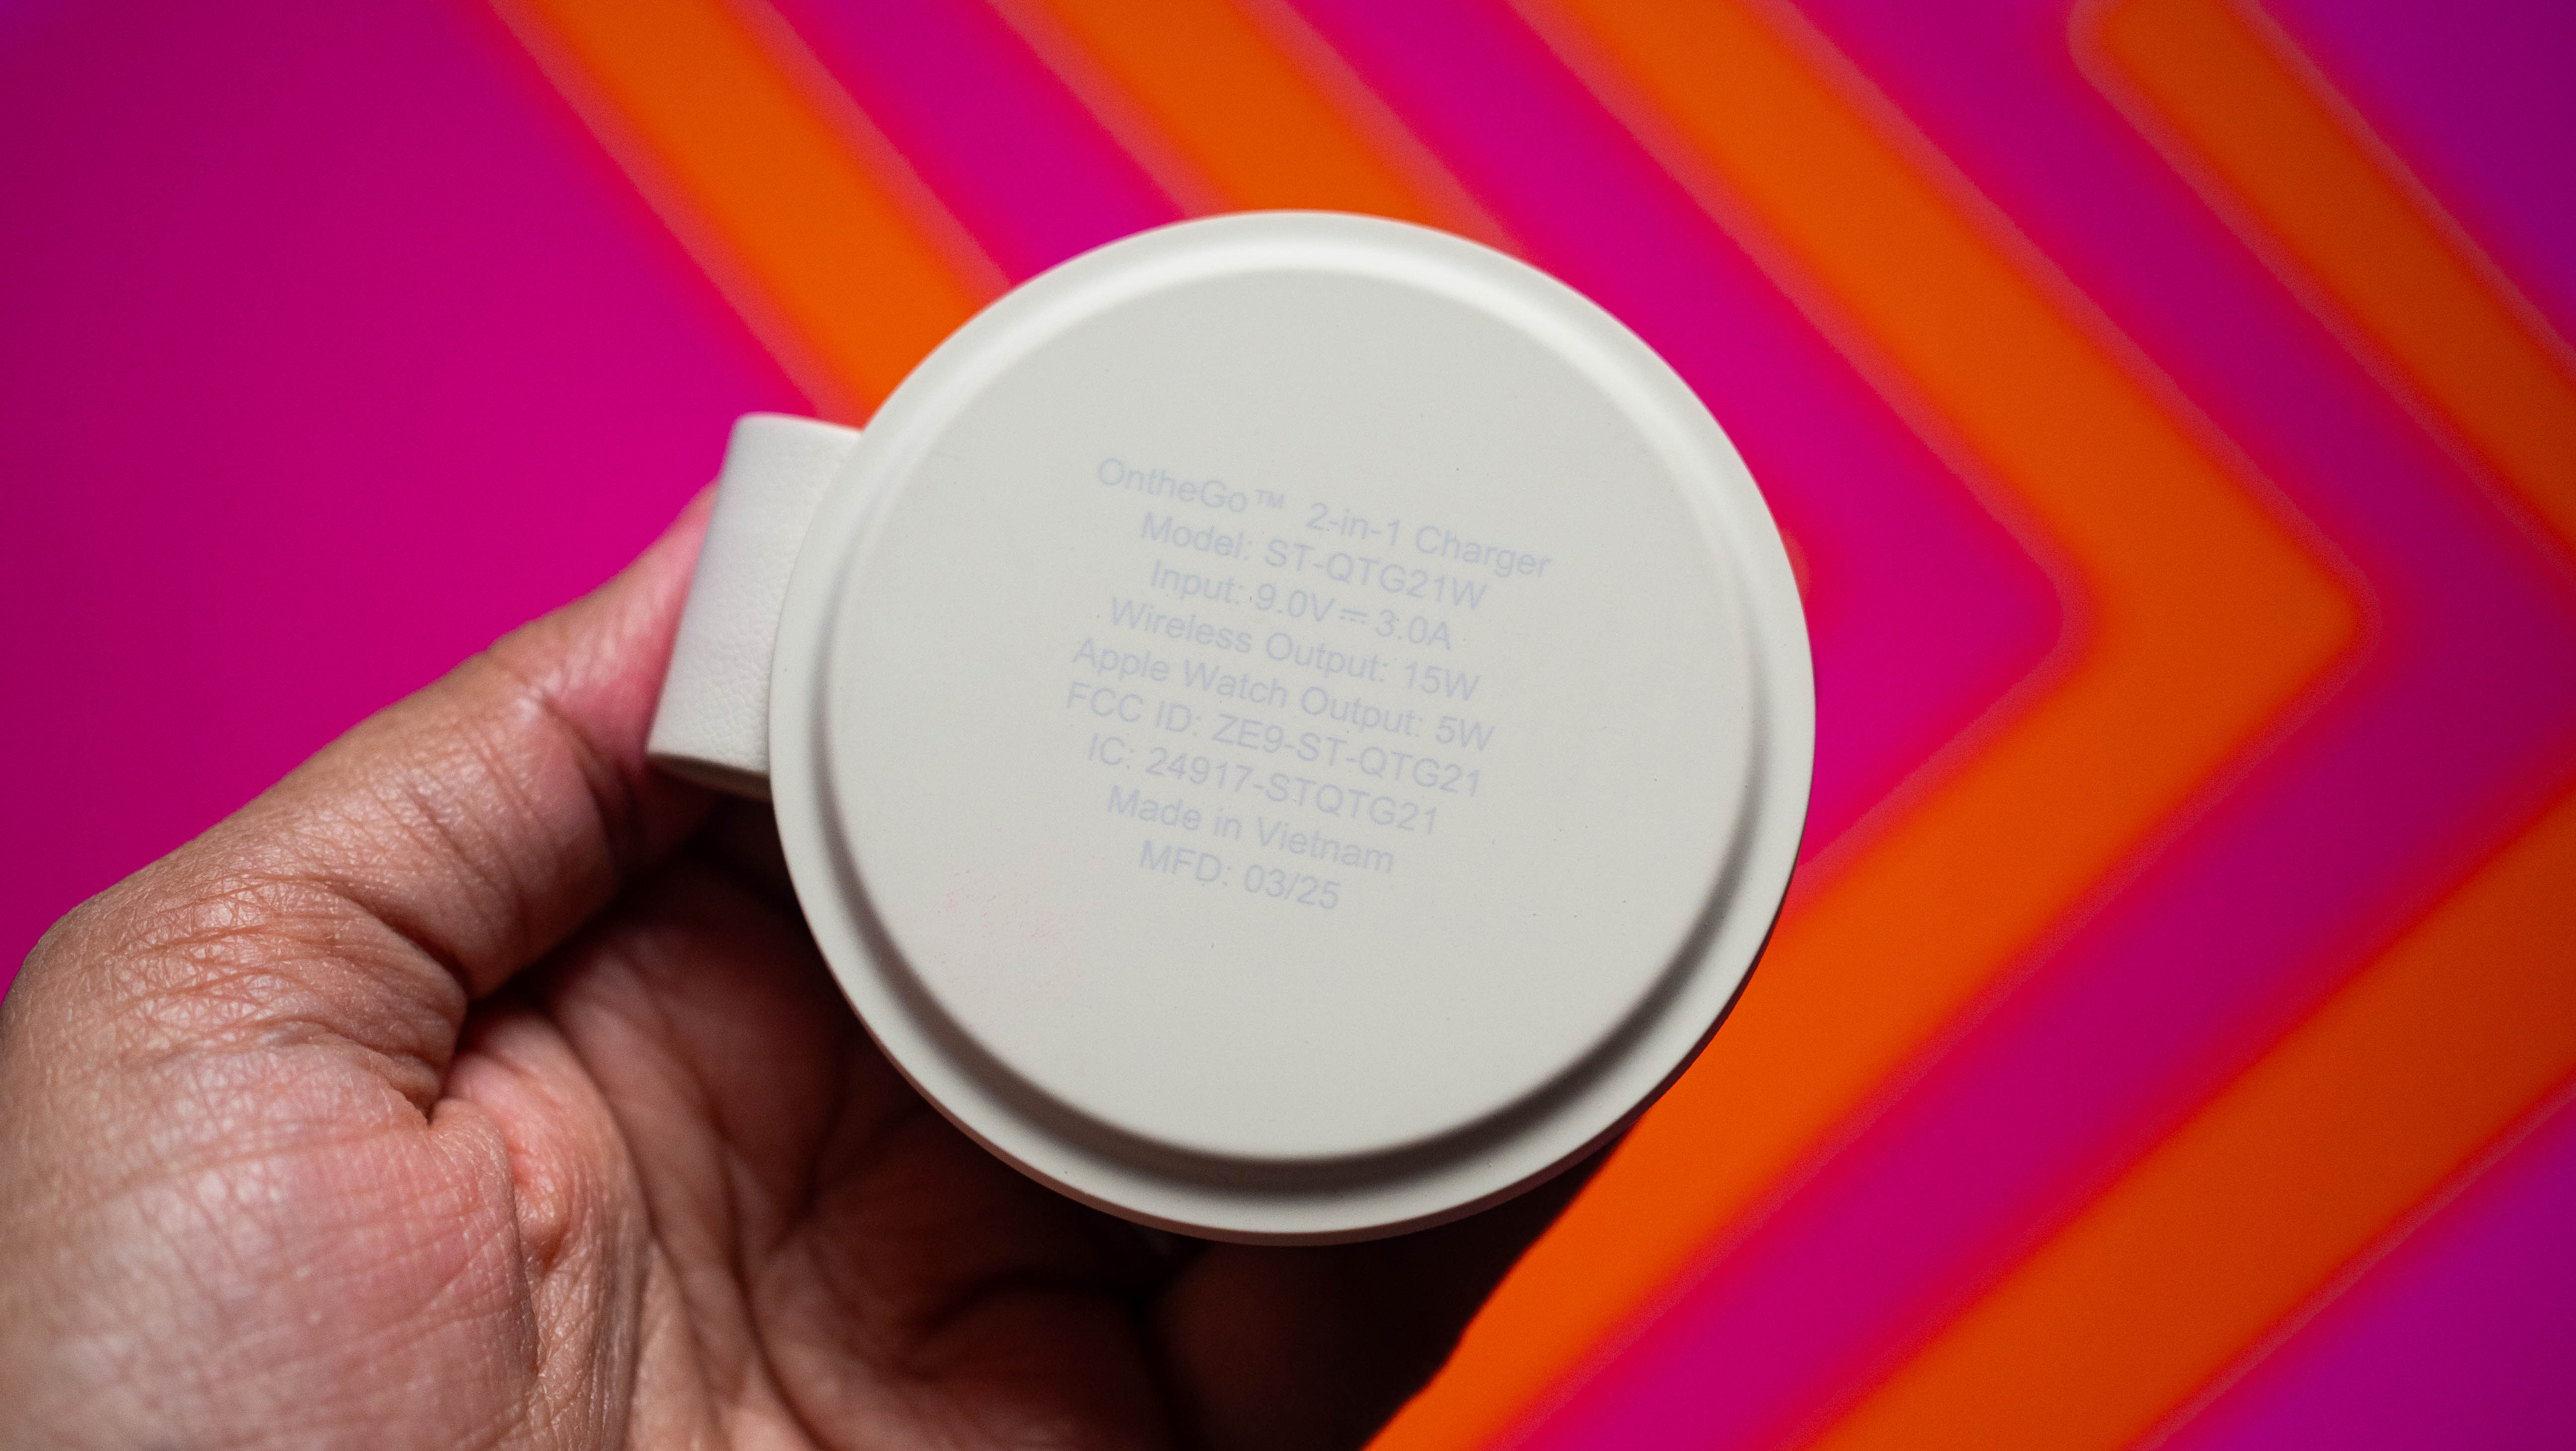 OntheGo™ 2-in-1 Charger
Model: ST-QTG21W
Input: 9.0V⎓3.0A
Wireless Output: 15W
Apple Watch Output: 5W
FCC ID: ZE9-ST-QTG21
IC: 24917-STQTG21
Made in Vietnam
MFD: 03/25